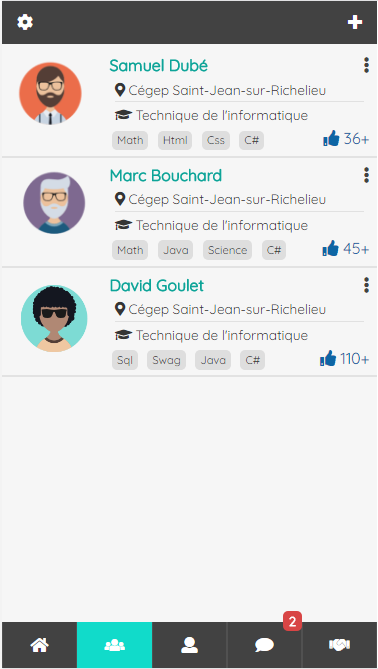 Samuel Dubé
Cégep Saint-Jean-sur-Richelieu
Technique de l'informatique
Math Html Css C# 36+
Marc Bouchard
Cégep Saint-Jean-sur-Richelieu
Technique de l'informatique
Math Java Science C# 45+
David Goulet
Cégep Saint-Jean-sur-Richelieu
Technique de l'informatique
Sql Swag Java C# 110+
2